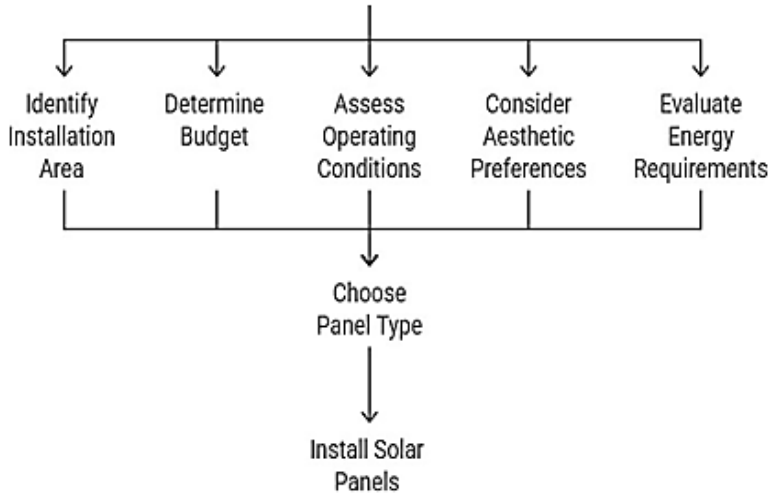 Identify
Installation
Area
Determine
Budget
Assess
Operating
Conditions
Consider
Aesthetic
Preferences
Evaluate
Energy
Requirements
Choose
Panel Type
Install Solar
Panels